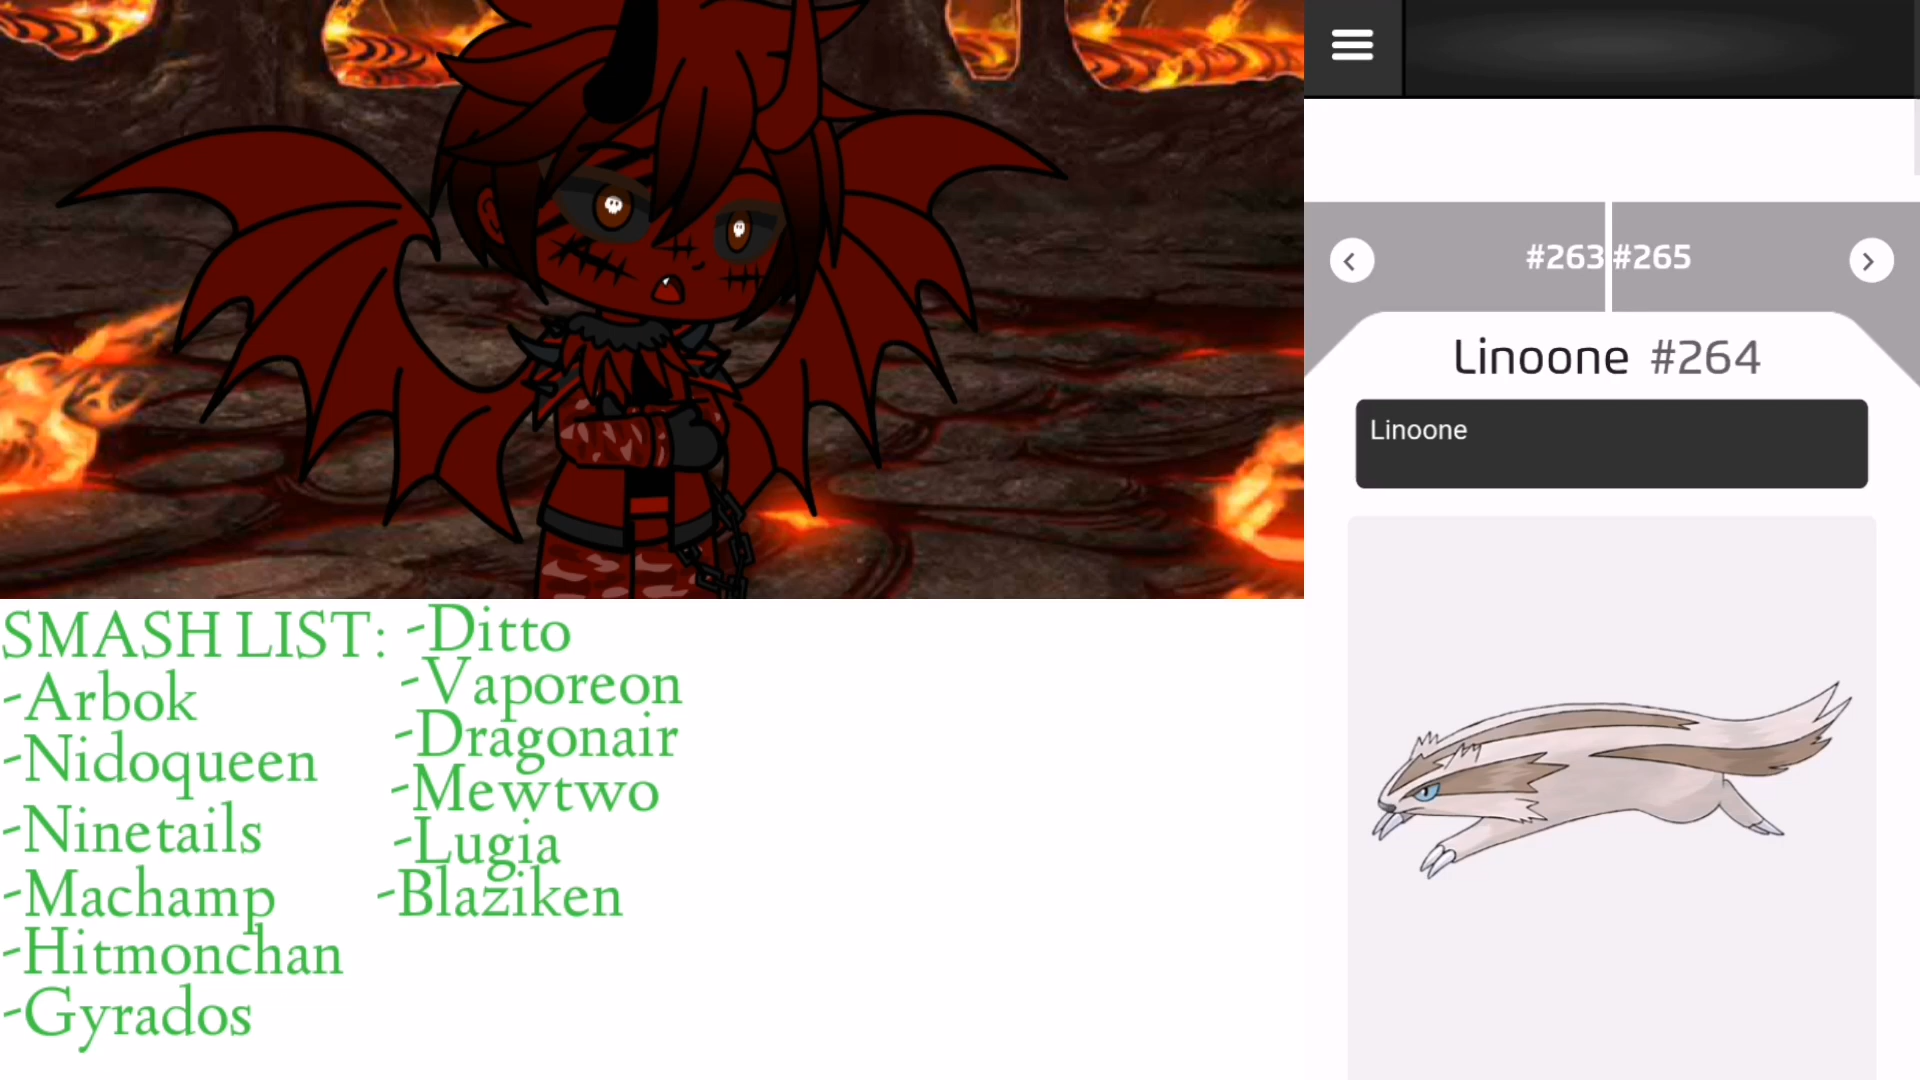 SMASH LIST:
-Arbok
-Nidoqueen
-Ninetails
-Machamp
-Hitmonchan
-Gyrados
-Ditto
-Vaporeon
-Dragonair
-Mewtwo
-Lugia
-Blaziken
#263 #265
Linoone #264
Linoone